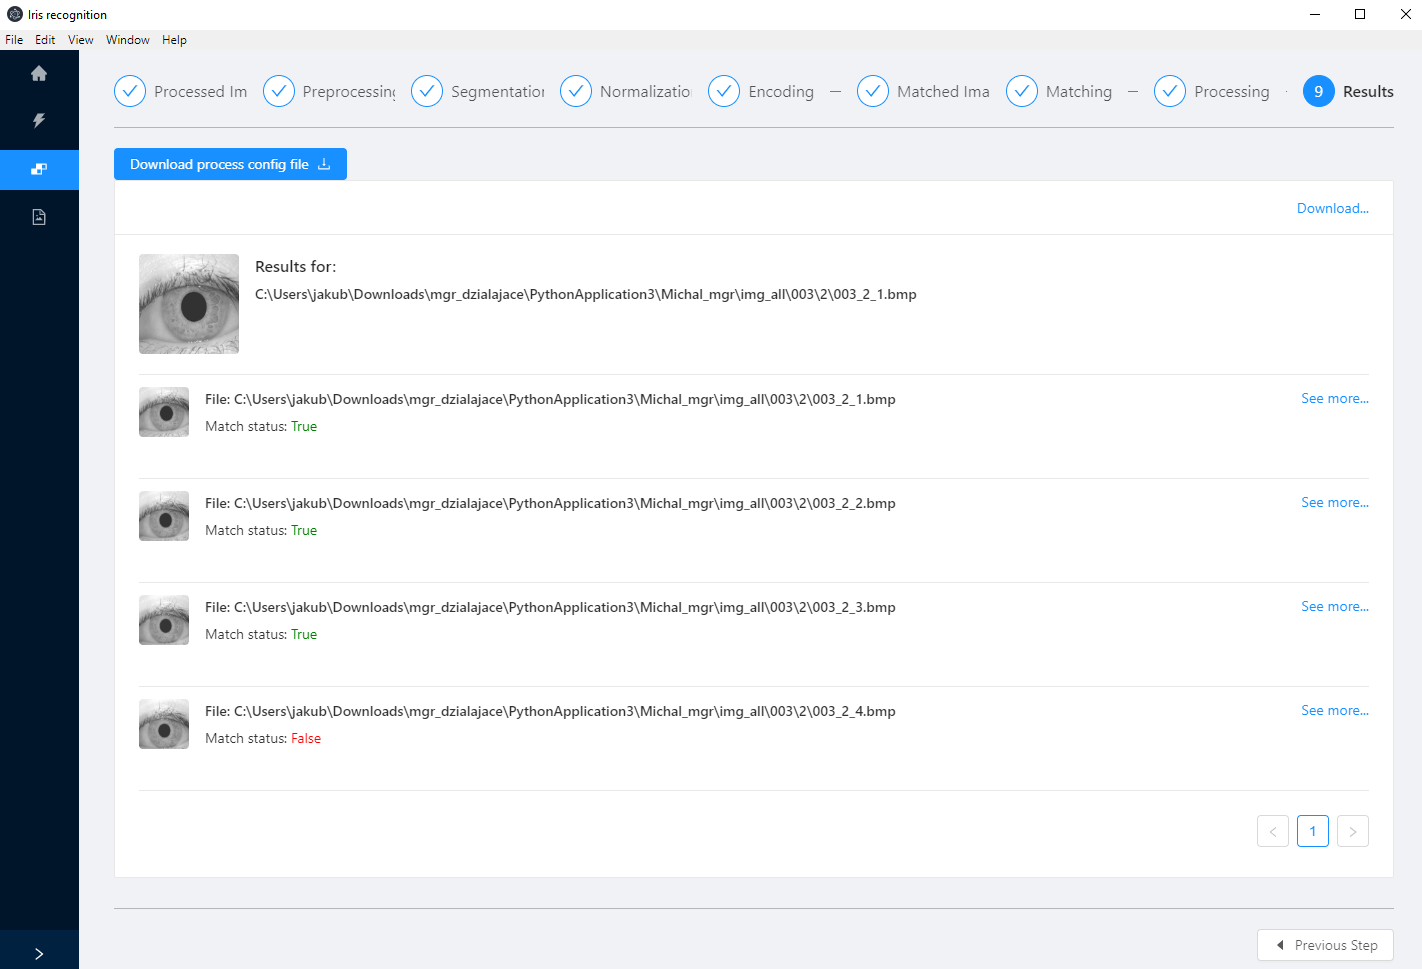 Iris recognition
File Edit View Window Help
Processed Im Preprocessing Segmentation Normalizatio Encoding Matched Ima Matching Processing 9 Results
Download process config file
Download...
Results for:
C:\Users\jakub\Downloads\mgr_dzialajace\PythonApplication3\Michal_mgr\img_all\003\2\003_2_1.bmp
File: C:\Users\jakub\Downloads\mgr_dzialajace\PythonApplication3\Michal_mgr\img_all\003\2\003_2_1.bmp See more...
Match status: True
File: C:\Users\jakub\Downloads\mgr_dzialajace\PythonApplication3\Michal_mgr\img_all\003\2\003_2_2.bmp See more...
Match status: True
File: C:\Users\jakub\Downloads\mgr_dzialajace\PythonApplication3\Michal_mgr\img_all\003\2\003_2_3.bmp See more...
Match status: True
File: C:\Users\jakub\Downloads\mgr_dzialajace\PythonApplication3\Michal_mgr\img_all\003\2\003_2_4.bmp See more...
Match status: False
1
Previous Step